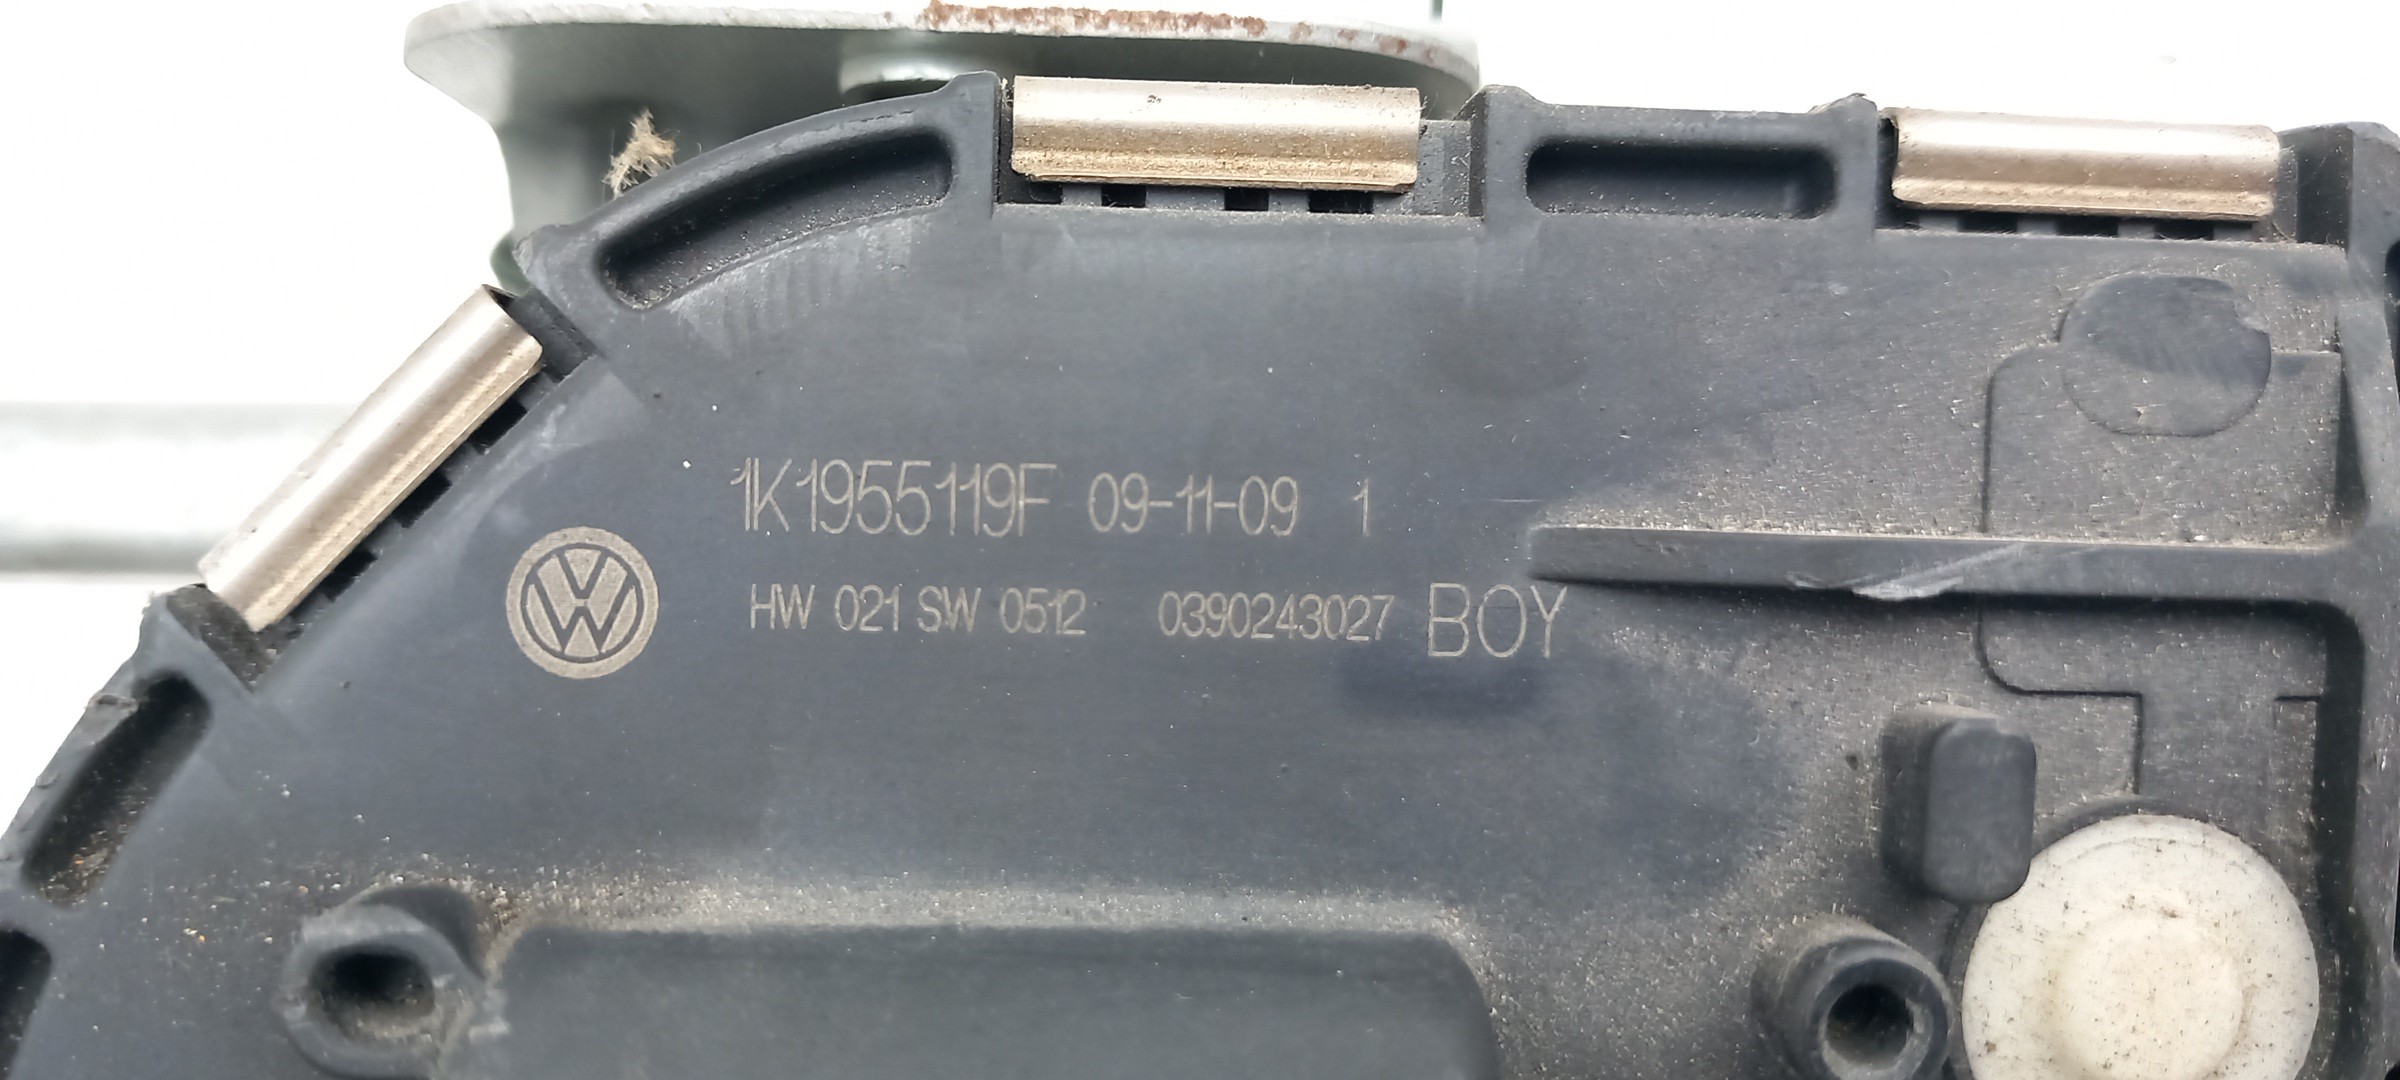 1K1955119F 09-11-09 1
HW 021 SW 0512 0390243027 BOY